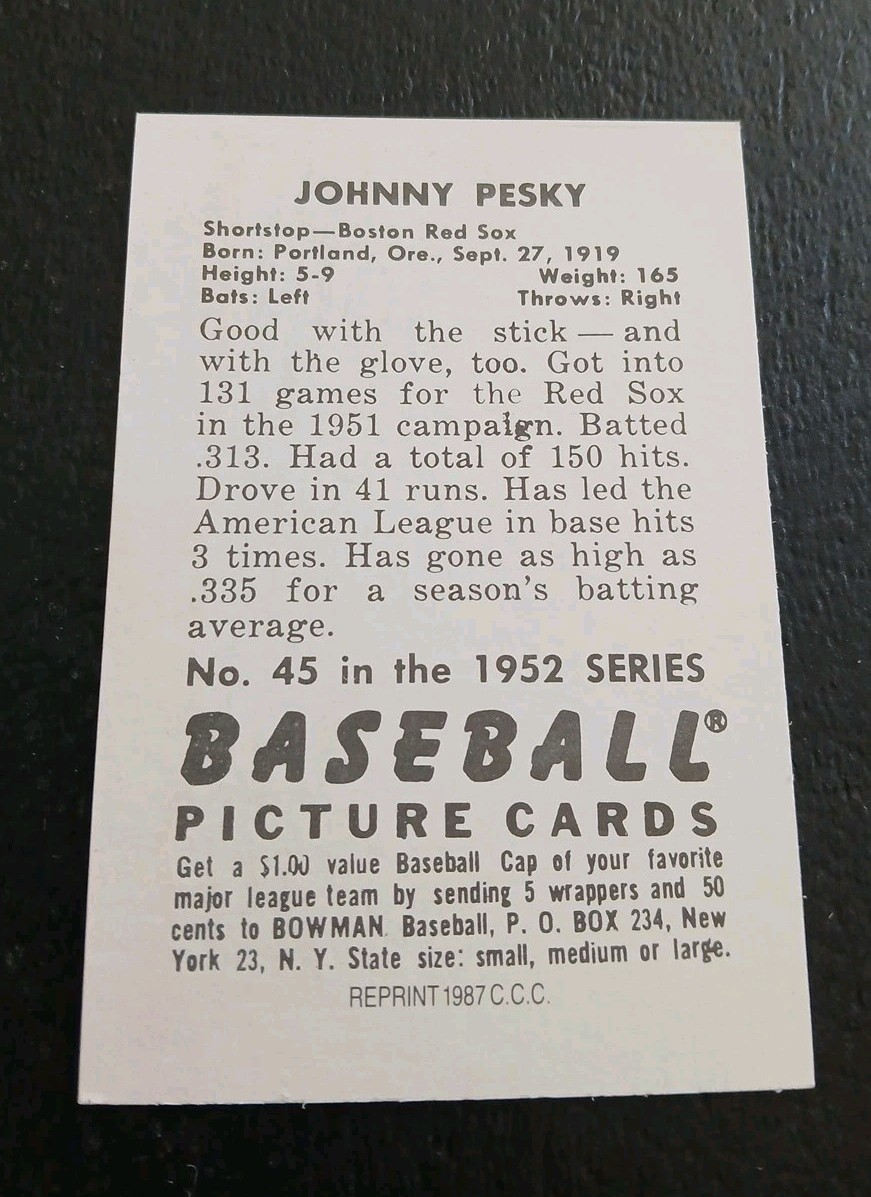 JOHNNY PESKY
Shortstop—Boston Red Sox
Born: Portland, Ore., Sept. 27, 1919
Height: 5-9 Weight: 165
Bats: Left Throws: Right
Good with the stick — and
with the glove, too. Got into
131 games for the Red Sox
in the 1951 campaign. Batted
.313. Had a total of 150 hits.
Drove in 41 runs. Has led the
American League in base hits
3 times. Has gone as high as
.335 for a season's batting
average.
No. 45 in the 1952 SERIES
BASEBALL®
PICTURE CARDS
Get a $1.00 value Baseball Cap of your favorite
major league team by sending 5 wrappers and 50
cents to BOWMAN Baseball, P. O. BOX 234, New
York 23, N. Y. State size: small, medium or large.
REPRINT 1987 C.C.C.